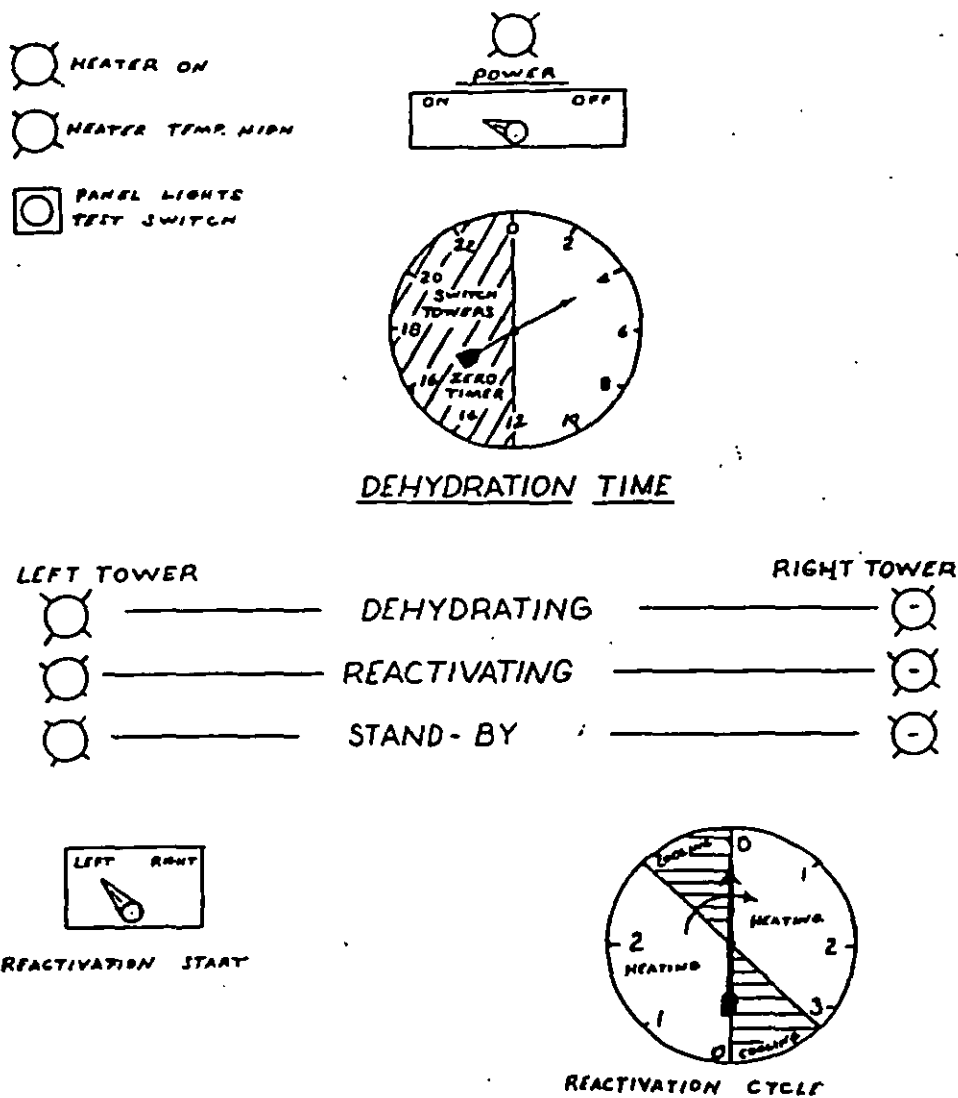 HEATER ON
HEATER TEMP. HIGH
PANEL LIGHTS
TEST SWITCH
POWER
ON OFF
0
22 2
20 4
SWITCH
TOWERS
18 6
16 8
ZERO
TIMER
14 12 10
DEHYDRATION TIME
LEFT TOWER RIGHT TOWER
DEHYDRATING
REACTIVATING
STAND-BY
LEFT RIGHT
REACTIVATION START
COOLING 0
1
HEATING
2 2
HEATING
1 3
0 COOLING
REACTIVATION CYCLE